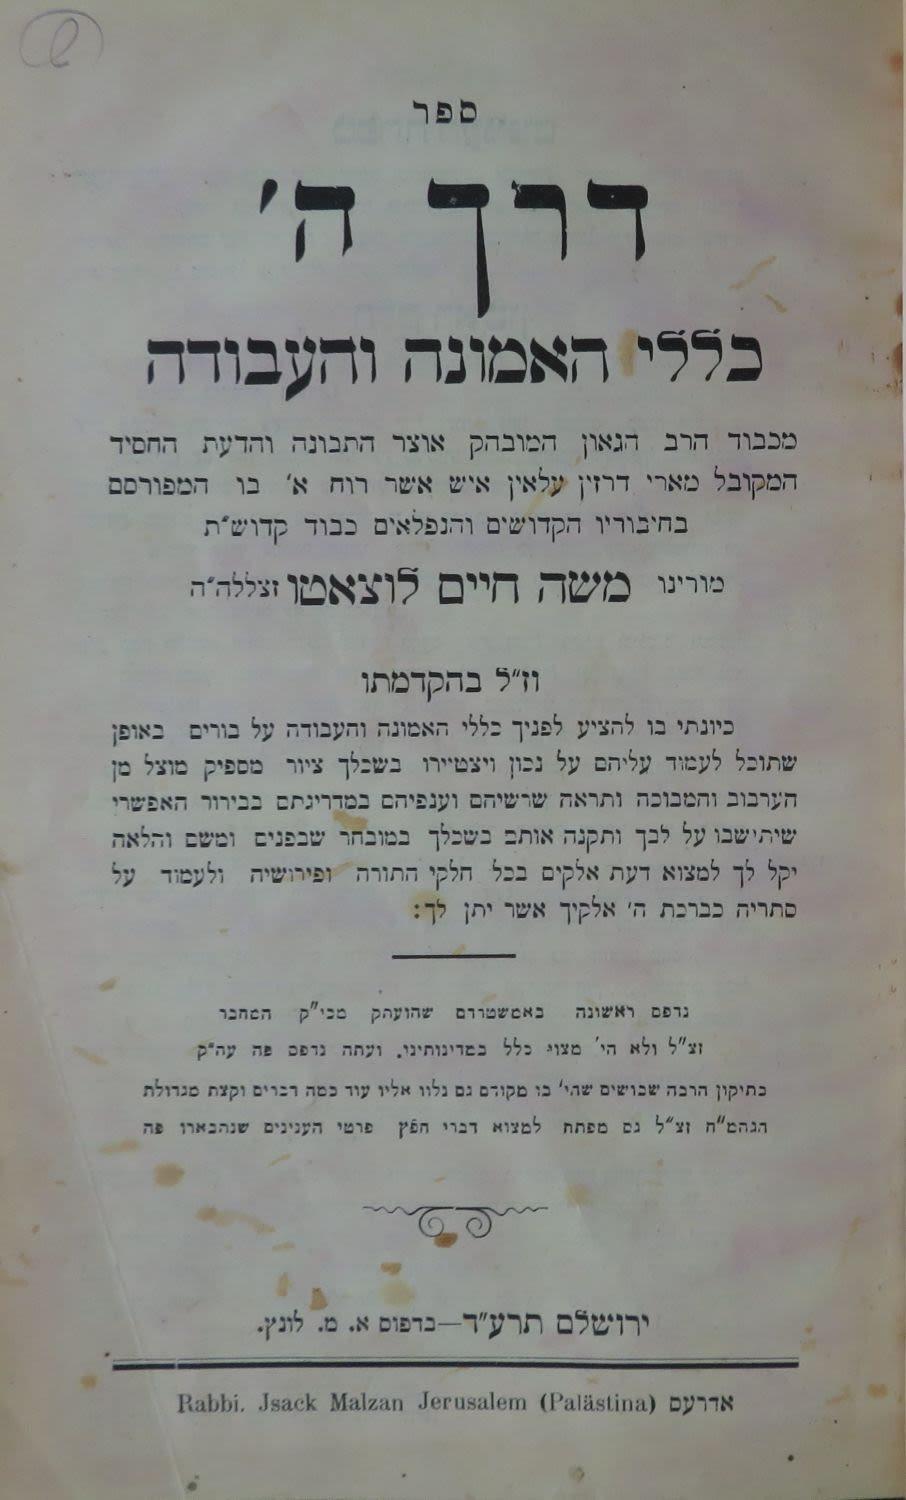 ספר
דרך ה׳
כללי האמונה והעבודה
מכבוד הרב הגאון המובהק אוצר התבונה והדעת החסיד
המקובל מארי דרזין עלאין איש אשר רוח א׳ בו המפורסם
בחיבוריו הקדושים והנפלאים כבוד קדוש״ת
מורינו משה חיים לוצאטו זצללה״ה
וז״ל בהקדמתו
כיונתי בו להציע לפניך כללי האמונה והעבודה על בורים באופן
שתוכל לעמוד עליהם על נכון ויצטיירו בשכלך ציור מספיק מוצל מן
הערבוב והמבוכה ותראה שרשיהם וענפיהם במדריגתם בבירור האפשרי
שיתישבו על לבך ותקנה אותם בשכלך במובחר שבפנים ומשם והלאה
יקל לך למצוא דעת אלקים בכל חלקי התורה ופירושיה ולעמוד על
סתריה כברכת ה׳ אלקיך אשר יתן לך:
נדפס ראשונה באמשטרדם שהועתק מכי״ק המחבר
זצ״ל ולא הי׳ מצוי כלל במדינותינו. ועתה נדפס פה עה״ק
בתיקון הרבה שבושים שהי׳ בו מקודם גם נלוו אליו עוד כמה דברים וקצת מגדולת
הגהמ״ח זצ״ל גם מפתח למצוא דברי חפץ פרטי הענינים שנתבארו פה
ירושלם תרע״ד—בדפוס א. מ. לונץ.
Rabbi. Jsack Malzan Jerusalem (Palästina) אדרעס